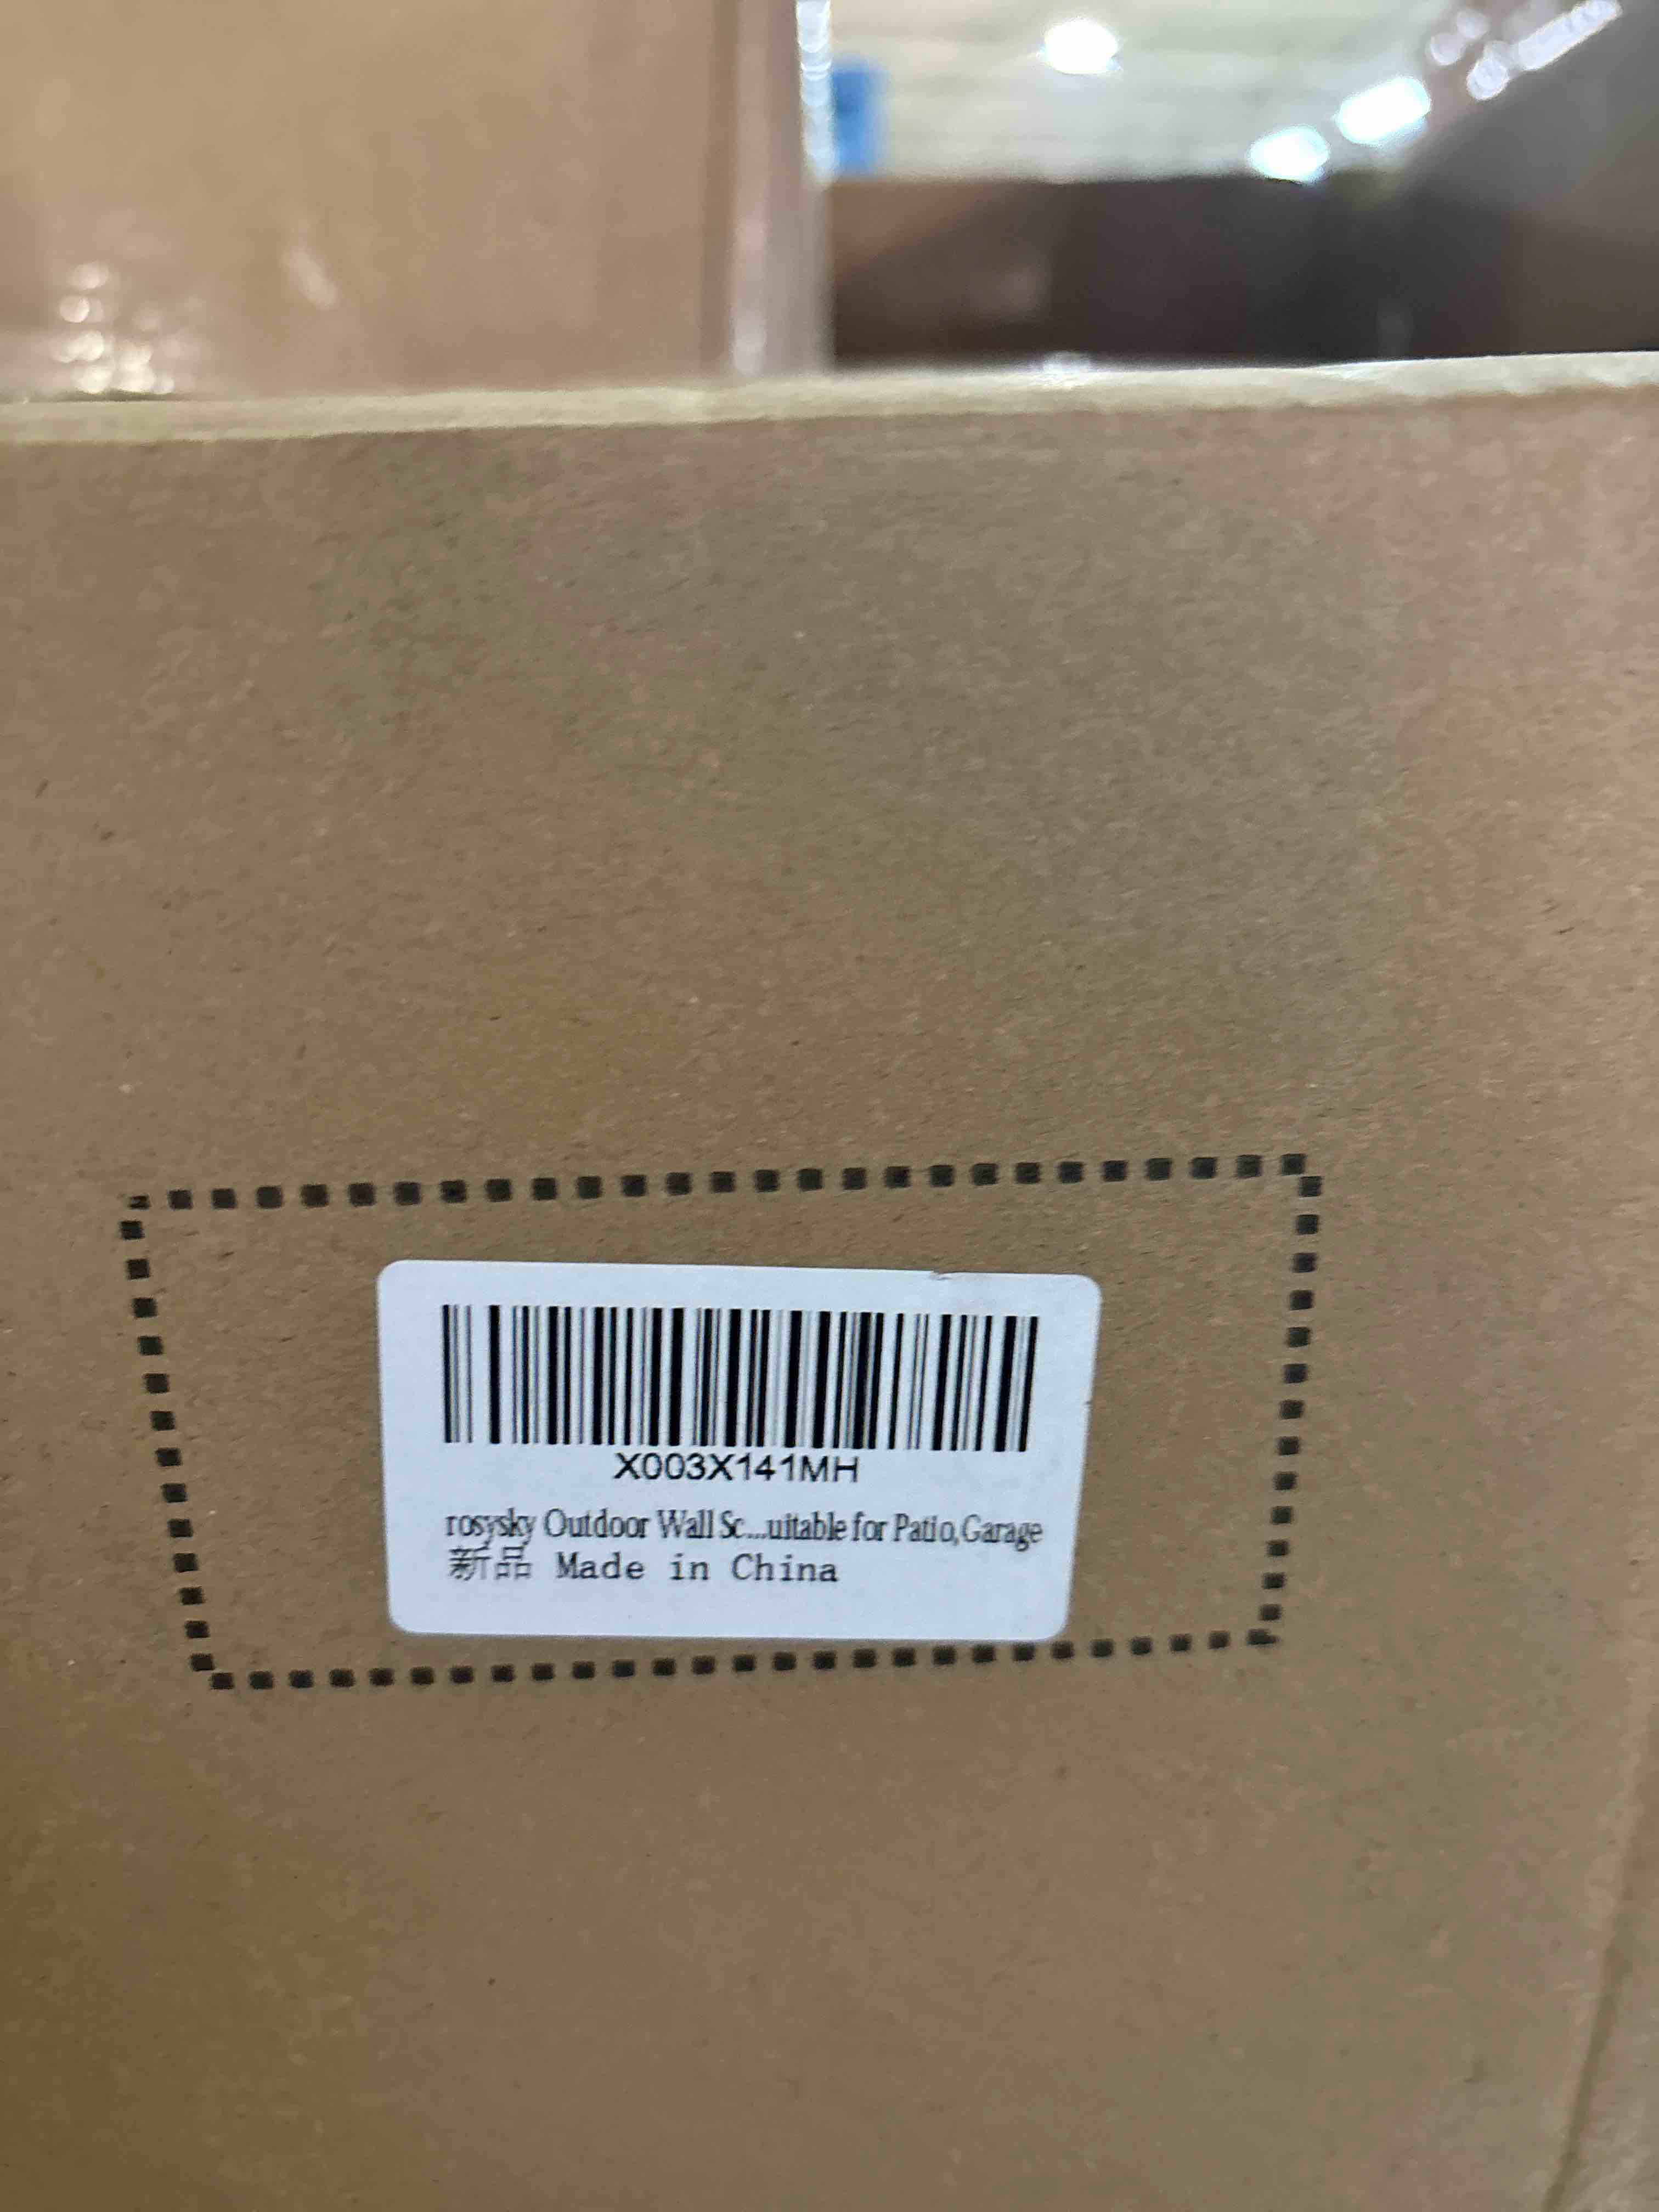 X003X141MH
rosysky Outdoor Wall Sc...uitable for Patio,Garage
新品 Made in China